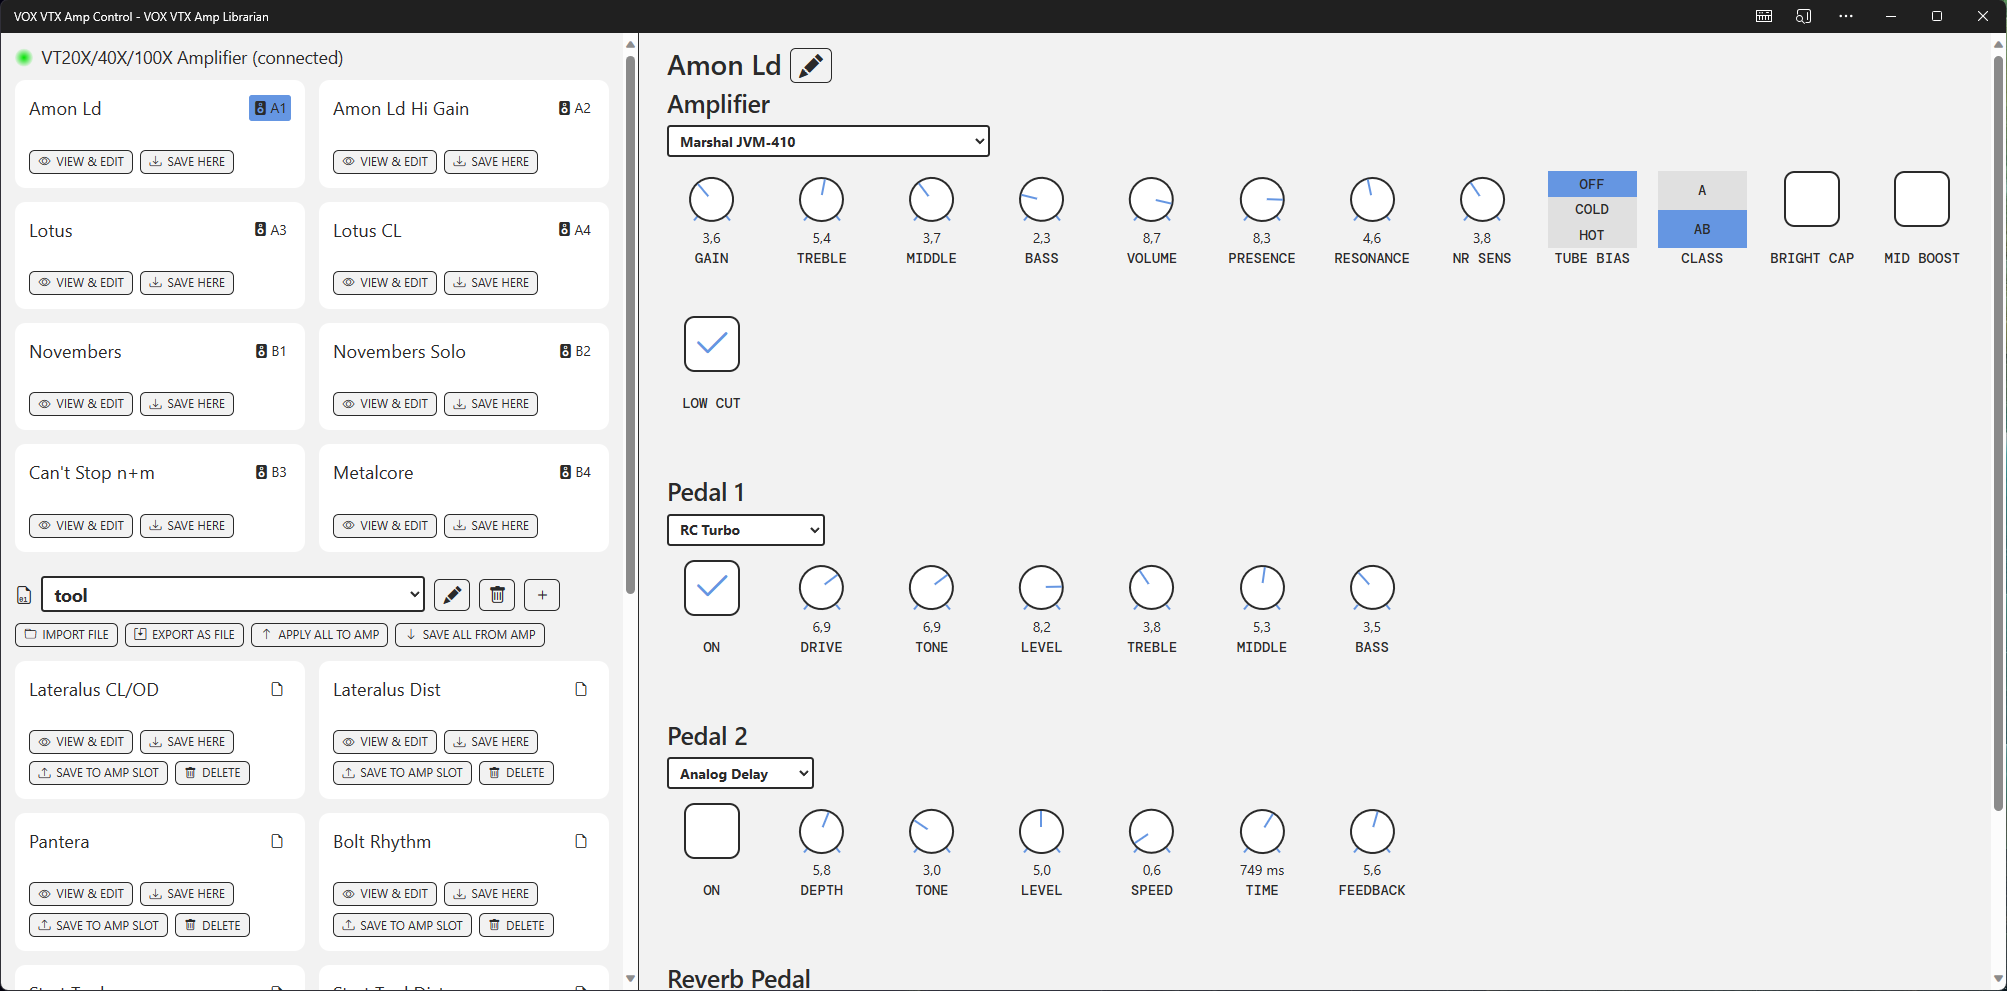 VOX VTX Amp Control - VOX VTX Amp Librarian
VT20X/40X/100X Amplifier (connected)
Amon Ld A1
VIEW & EDIT SAVE HERE
Amon Ld Hi Gain A2
VIEW & EDIT SAVE HERE
Lotus A3
VIEW & EDIT SAVE HERE
Lotus CL A4
VIEW & EDIT SAVE HERE
Novembers B1
VIEW & EDIT SAVE HERE
Novembers Solo B2
VIEW & EDIT SAVE HERE
Can't Stop n+m B3
VIEW & EDIT SAVE HERE
Metalcore B4
VIEW & EDIT SAVE HERE
tool
IMPORT FILE EXPORT AS FILE APPLY ALL TO AMP SAVE ALL FROM AMP
Lateralus CL/OD
VIEW & EDIT SAVE HERE
SAVE TO AMP SLOT DELETE
Lateralus Dist
VIEW & EDIT SAVE HERE
SAVE TO AMP SLOT DELETE
Pantera
VIEW & EDIT SAVE HERE
SAVE TO AMP SLOT DELETE
Bolt Rhythm
VIEW & EDIT SAVE HERE
SAVE TO AMP SLOT DELETE
Amon Ld
Amplifier
Marshal JVM-410
OFF
COLD
HOT
A
AB
3,6 5,4 3,7 2,3 8,7 8,3 4,6 3,8
GAIN TREBLE MIDDLE BASS VOLUME PRESENCE RESONANCE NR SENS TUBE BIAS CLASS BRIGHT CAP MID BOOST
LOW CUT
Pedal 1
RC Turbo
6,9 6,9 8,2 3,8 5,3 3,5
ON DRIVE TONE LEVEL TREBLE MIDDLE BASS
Pedal 2
Analog Delay
5,8 3,0 5,0 0,6 749 ms 5,6
ON DEPTH TONE LEVEL SPEED TIME FEEDBACK
Reverb Pedal